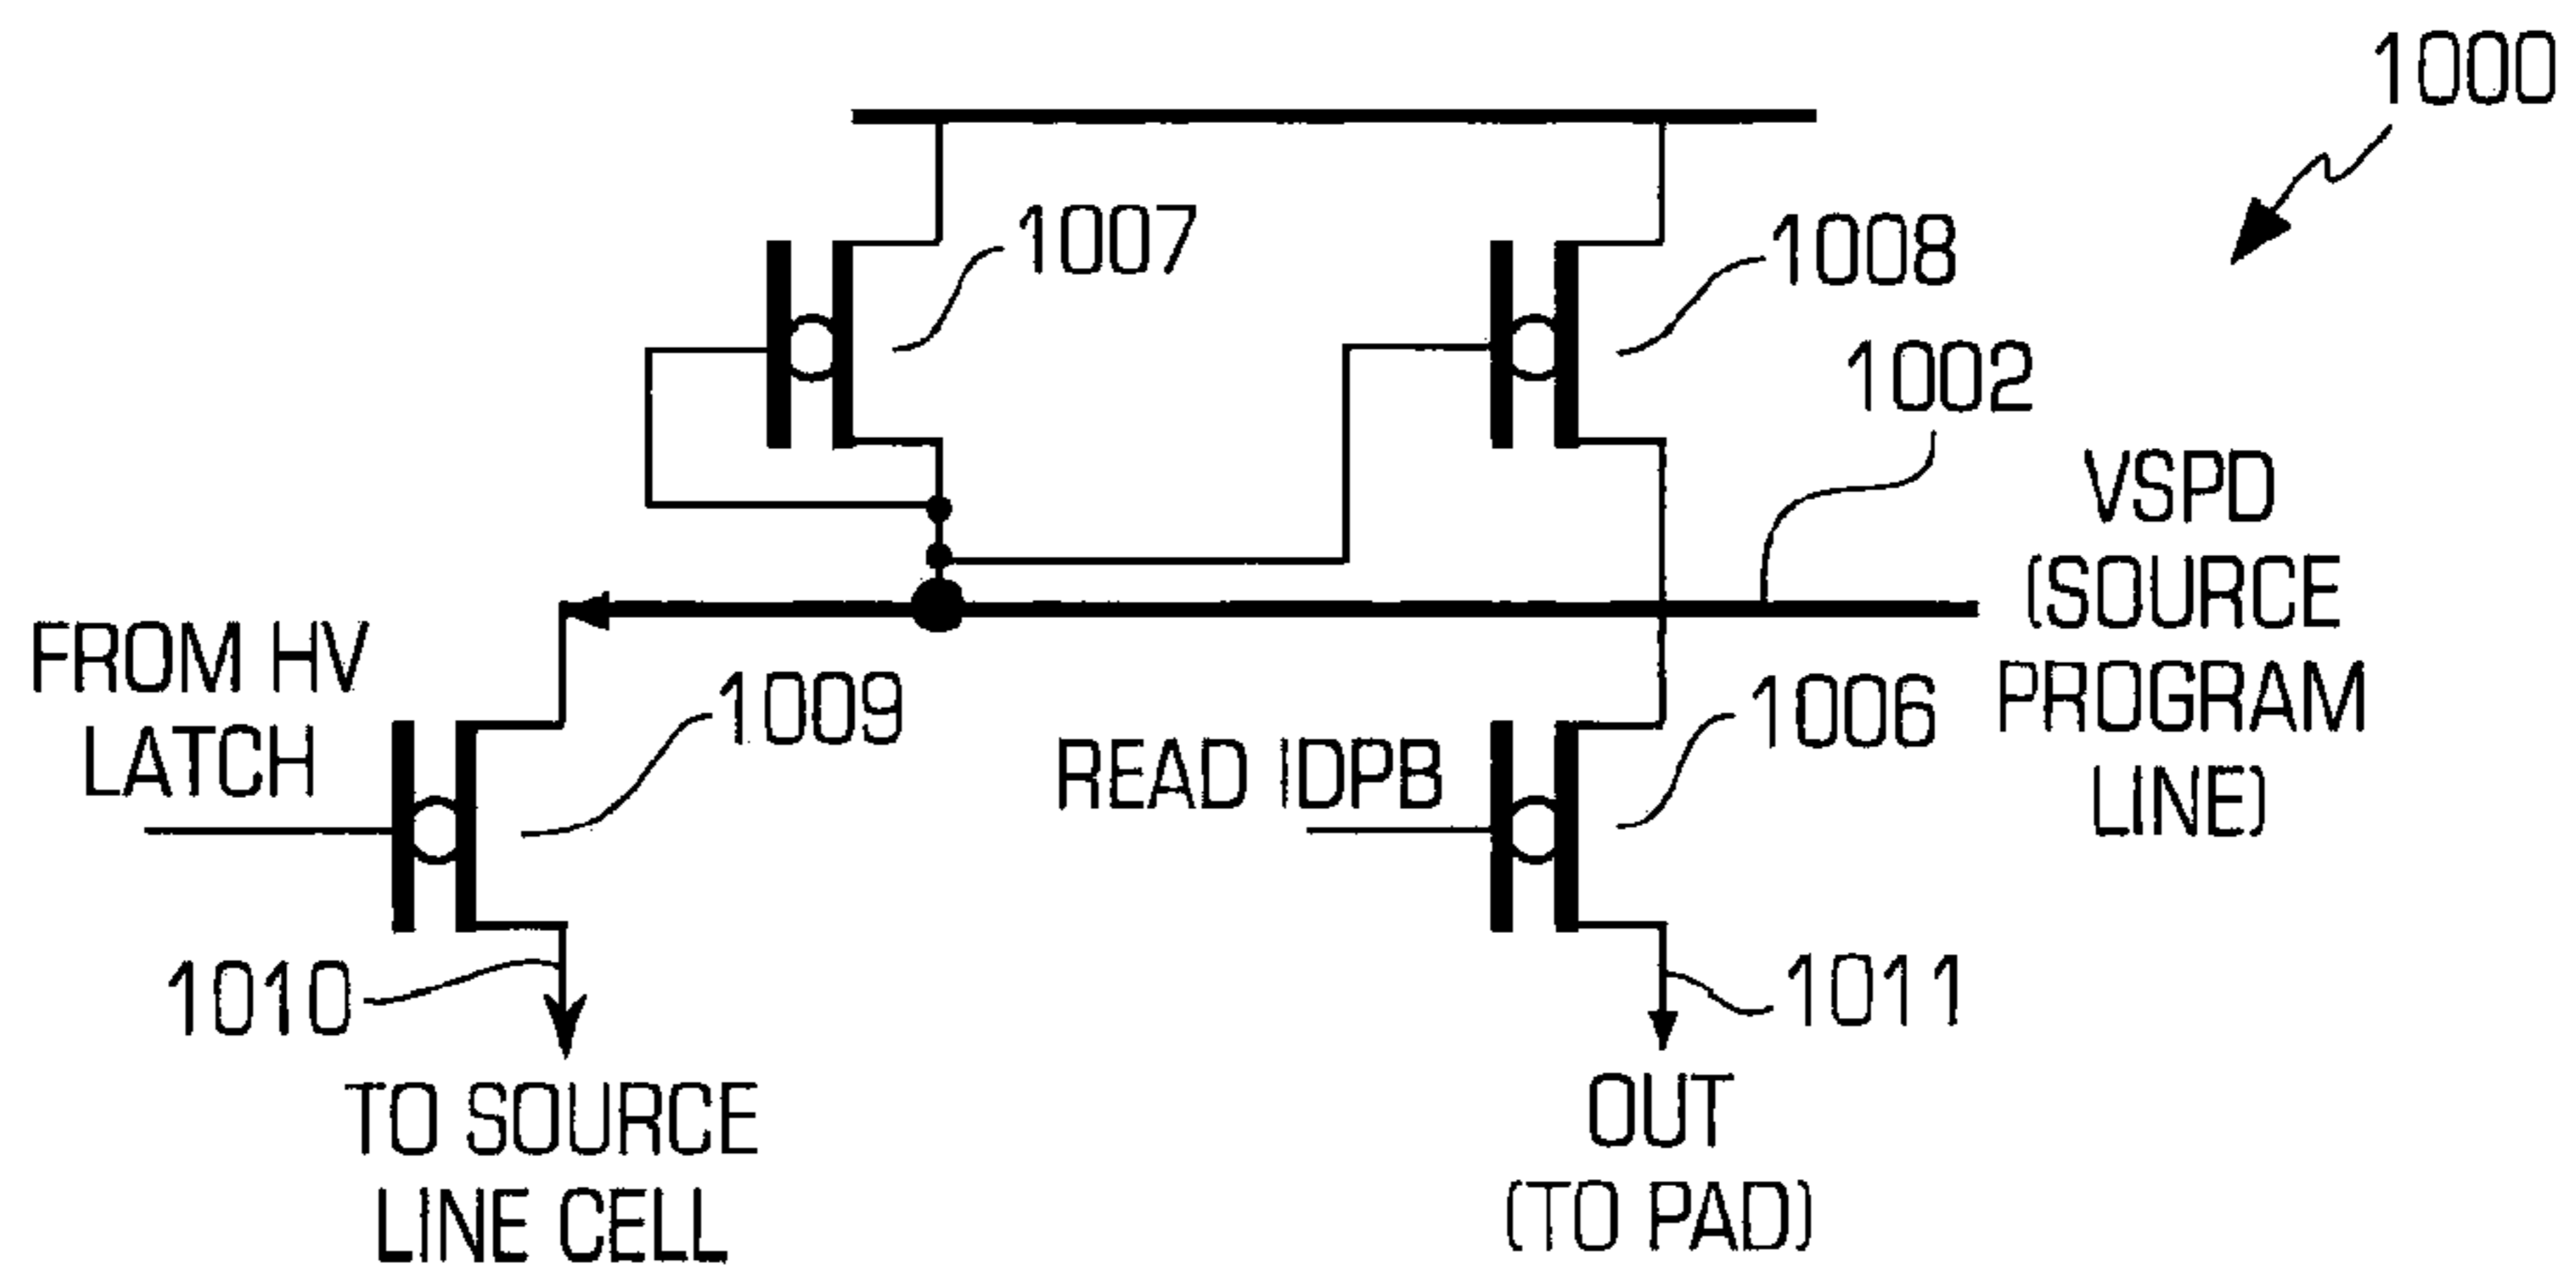 1000
1007
1008
1002
VSPD
(SOURCE
PROGRAM
LINE)
FROM HV
LATCH
1009
1006
READ IDPB
1010
1011
TO SOURCE
LINE CELL
OUT
(TO PAD)